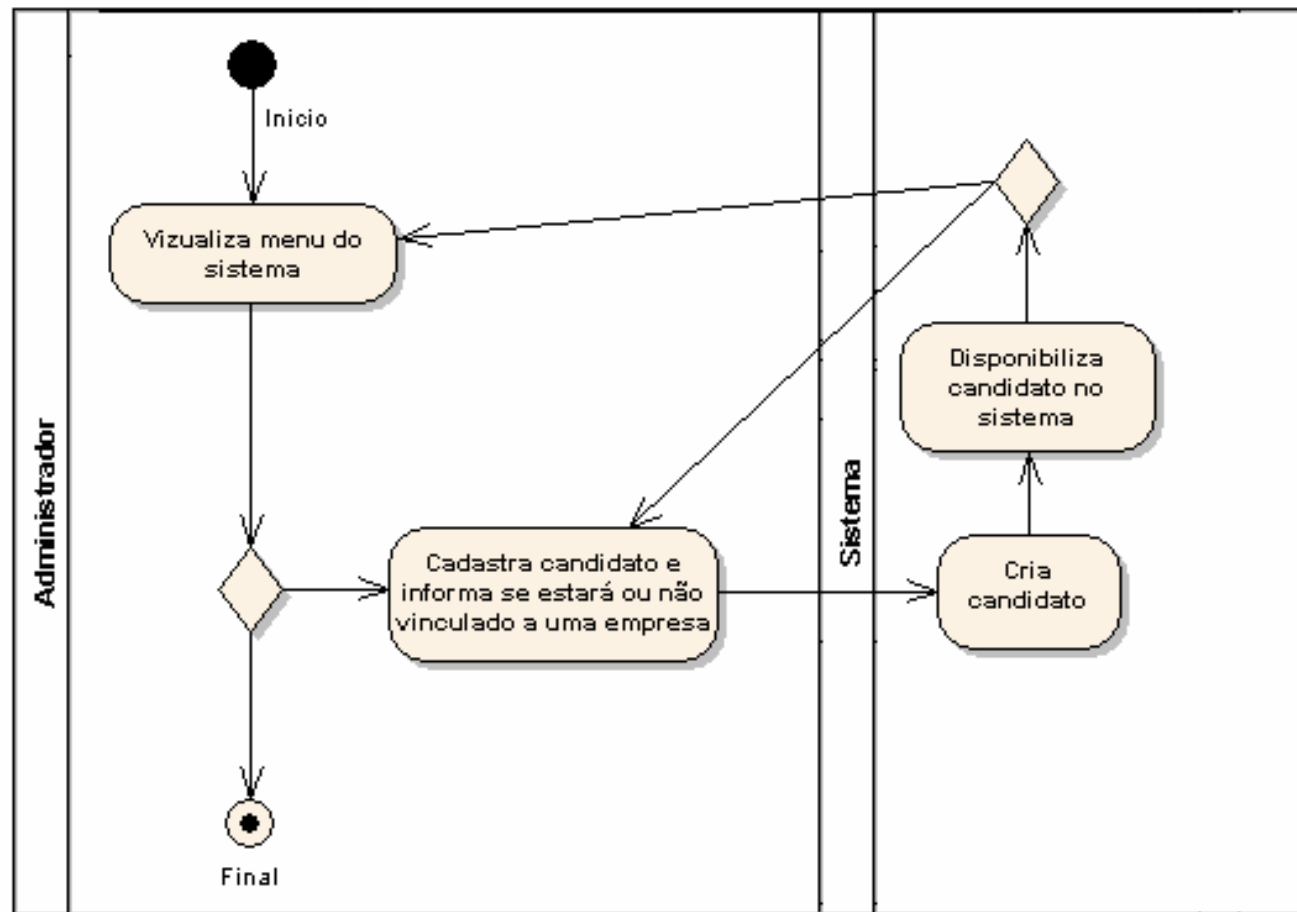 Administrador
Inicio
Vizualiza menu do
sistema
Cadastra candidato e
informa se estará ou não
vinculado a uma empresa
Final
Sistema
Disponibiliza
candidato no
sistema
Cria
candidato